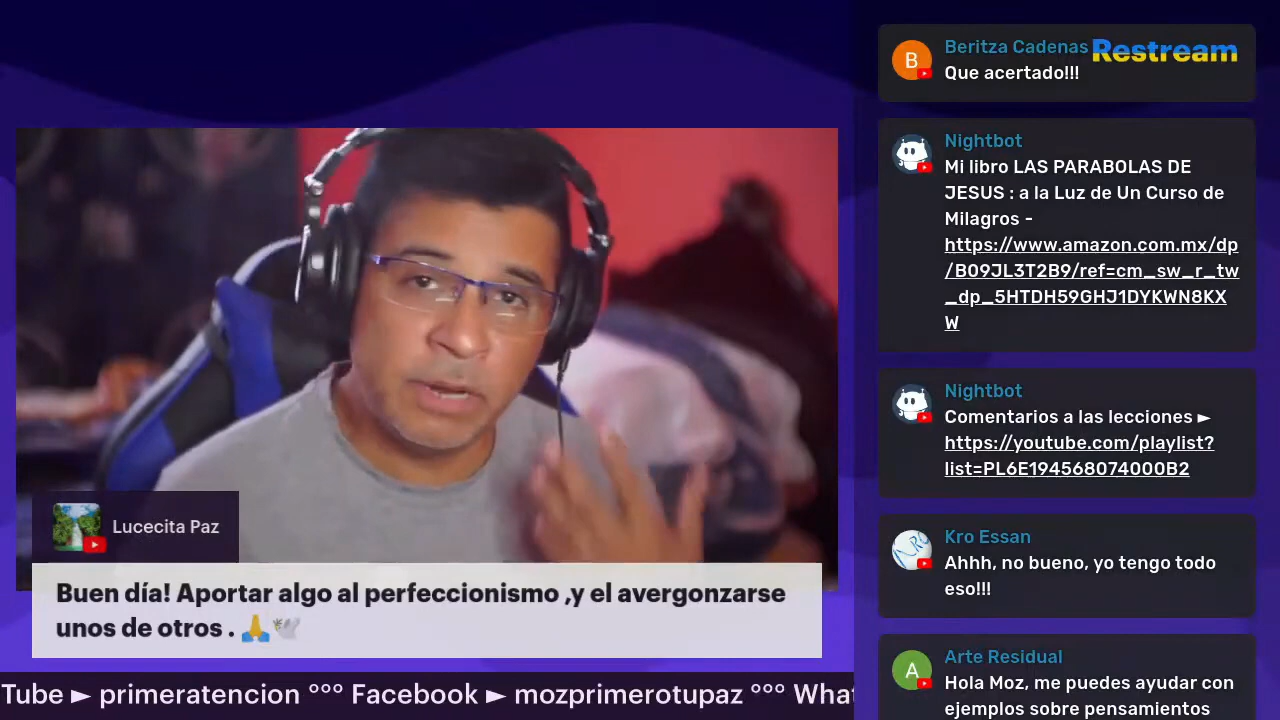 Beritza Cadenas
Restream
Que acertado!!!
Nightbot
Mi libro LAS PARABOLAS DE
JESUS : a la Luz de Un Curso de
Milagros -
https://www.amazon.com.mx/dp
/B09JL3T2B9/ref=cm_sw_r_tw
_dp_5HTDH59GHJ1DYKWN8KX
W
Nightbot
Comentarios a las lecciones ►
https://youtube.com/playlist?
list=PL6E194568074000B2
Kro Essan
Ahhh, no bueno, yo tengo todo
eso!!!
Arte Residual
Hola Moz, me puedes ayudar con
ejemplos sobre pensamientos
Lucecita Paz
Buen día! Aportar algo al perfeccionismo ,y el avergonzarse
unos de otros . 🙏🕊️
Tube ► primeratencion °°° Facebook ► mozprimerotupaz °°° What